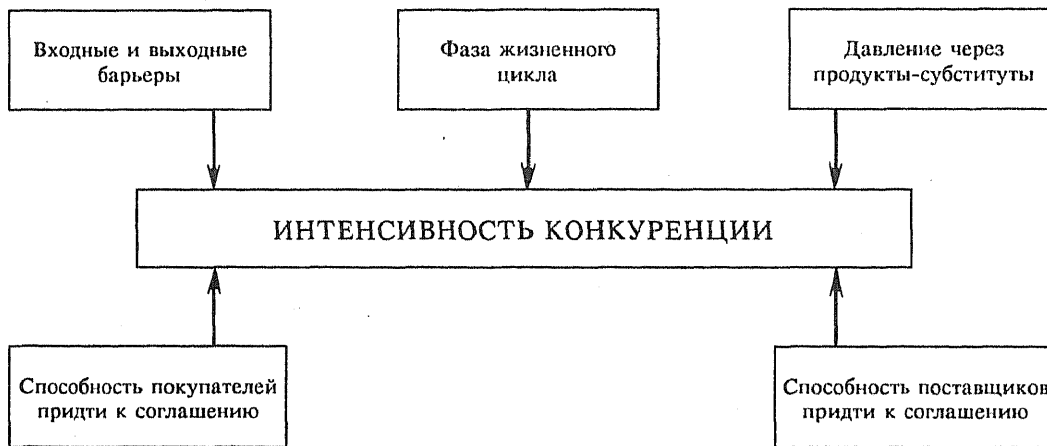 Входные и выходные
барьеры
Фаза жизненного
цикла
Давление через
продукты-субституты
ИНТЕНСИВНОСТЬ КОНКУРЕНЦИИ
Способность покупателей
придти к соглашению
Способность поставщиков
придти к соглашению